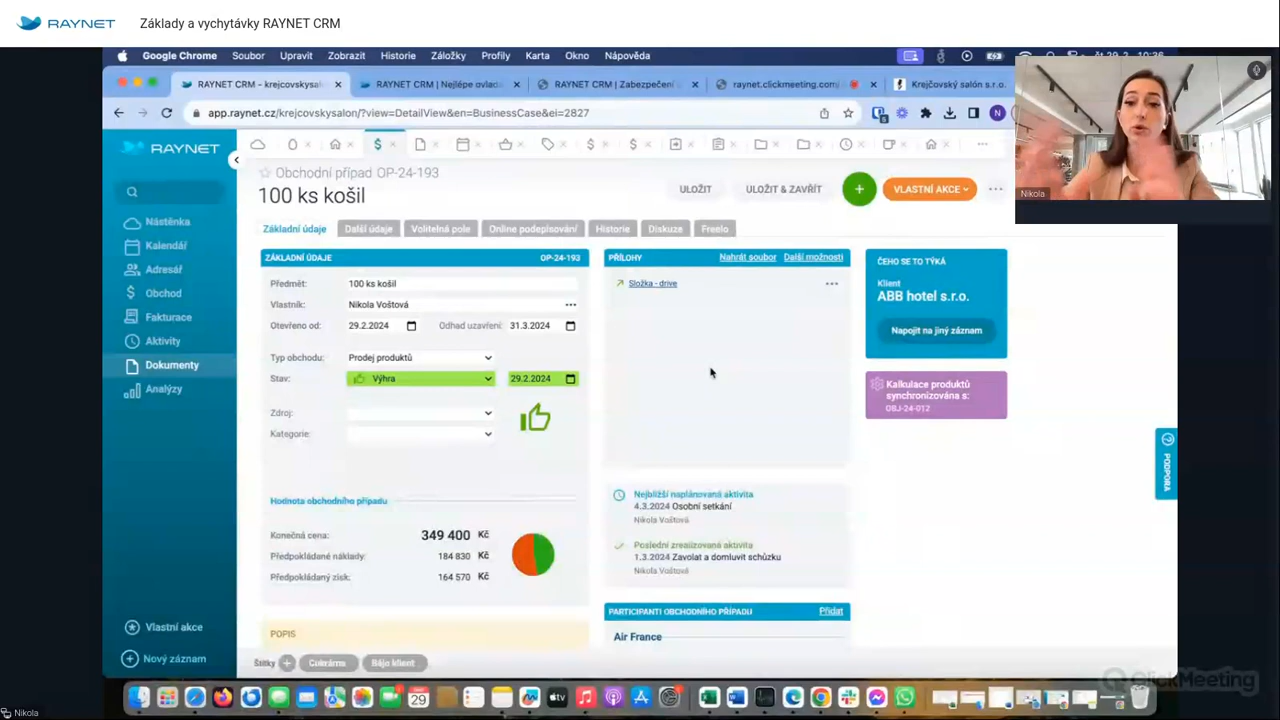 RAYNET
Základy a vychytávky RAYNET CRM
Google Chrome Soubor Upravit Zobrazit Historie Záložky Profily Karta Okno Nápověda
RAYNET CRM - krejcovskysal
RAYNET CRM | Nejlépe ovlád
RAYNET CRM | Zabezpečení
raynet.clickmeeting.com/
Krejčovský salón s.r.o.
app.raynet.cz/krejcovskysalon/?view=DetailView&en=BusinessCase&ei=2827
N
RAYNET
Nástěnka
Kalendář
Adresář
Obchod
Fakturace
Aktivity
Dokumenty
Analýzy
Vlastní akce
Nový záznam
Obchodní případ OP-24-193
100 ks košil
ULOŽIT
ULOŽIT & ZAVŘÍT
VLASTNÍ AKCE
Základní údaje
Další údaje
Volitelná pole
Online podepisování
Historie
Diskuze
Freelo
ZÁKLADNÍ ÚDAJE OP-24-193
Předmět: 100 ks košil
Vlastník: Nikola Voštová
Otevřeno od: 29.2.2024 Odhad uzavření: 31.3.2024
Typ obchodu: Prodej produktů
Stav: Výhra 29.2.2024
Zdroj:
Kategorie:
Hodnota obchodního případu
Konečná cena: 349 400 Kč
Předpokládané náklady: 184 830 Kč
Předpokládaný zisk: 164 570 Kč
POPIS
Štítky
Cukrárna
Bájo klient
PŘÍLOHY Nahrát soubor Další možnosti
Složka - drive
Nejbližší naplánovaná aktivita
4.3.2024 Osobní setkání
Nikola Voštová
Poslední zrealizovaná aktivita
1.3.2024 Zavolat a domluvit schůzku
Nikola Voštová
PARTICIPANTI OBCHODNÍHO PŘÍPADU Přidat
Air France
ČEHO SE TO TÝKÁ
Klient
ABB hotel s.r.o.
Napojit na jiný záznam
Kalkulace produktů
synchronizována s:
OBJ-24-012
PODPORA
Nikola
ClickMeeting
Nikola